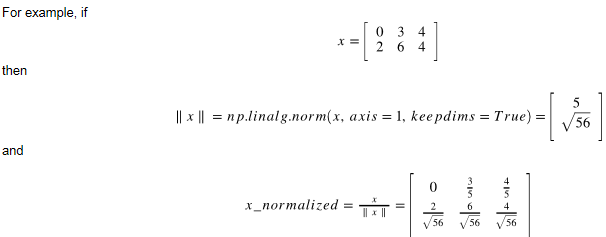 For example, if
x = [ 0 3 4
2 6 4 ]
then
‖ x ‖ = np.linalg.norm(x, axis = 1, keepdims = True) = [ 5
√56 ]
and
x_normalized = x / ‖ x ‖ = [ 0 3/5 4/5
2/√56 6/√56 4/√56 ]